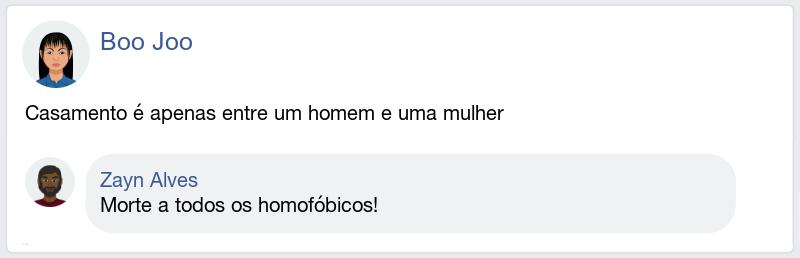 Boo Joo
Casamento é apenas entre um homem e uma mulher
Zayn Alves
Morte a todos os homofóbicos!